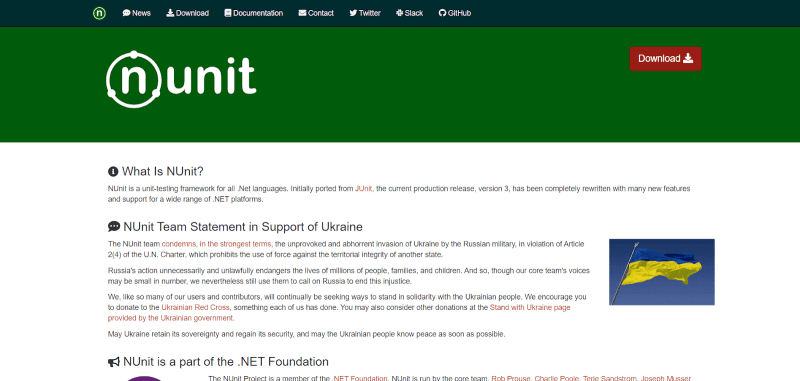 n News Download Documentation Contact Twitter Slack GitHub
nunit
Download
What Is NUnit?
NUnit is a unit-testing framework for all .Net languages. Initially ported from JUnit, the current production release, version 3, has been completely rewritten with many new features
and support for a wide range of .NET platforms.
NUnit Team Statement in Support of Ukraine
The NUnit team condemns, in the strongest terms, the unprovoked and abhorrent invasion of Ukraine by the Russian military, in violation of Article
2(4) of the U.N. Charter, which prohibits the use of force against the territorial integrity of another state.
Russia's action unnecessarily and unlawfully endangers the lives of millions of people, families, and children. And so, though our core team's voices
may be small in number, we nevertheless still use them to call on Russia to end this injustice.
We, like so many of our users and contributors, will continually be seeking ways to stand in solidarity with the Ukrainian people. We encourage you
to donate to the Ukrainian Red Cross, something each of us has done. You may also consider other donations at the Stand with Ukraine page
provided by the Ukrainian government.
May Ukraine retain its sovereignty and regain its security, and may the Ukrainian people know peace as soon as possible.
NUnit is a part of the .NET Foundation
The NUnit Project is a member of the .NET Foundation. NUnit is run by the core team, Rob Prouse, Charlie Poole, Terje Sandstrom, Joseph Musser